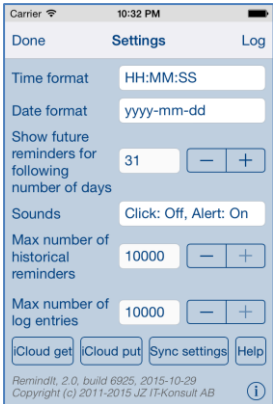 Carrier 10:32 PM
Done Settings Log
Time format HH:MM:SS
Date format yyyy-mm-dd
Show future
reminders for
following
number of days
31 − +
Sounds Click: Off, Alert: On
Max number of
historical
reminders
10000 − +
Max number of
log entries
10000 − +
iCloud get iCloud put Sync settings Help
RemindIt, 2.0, build 6925, 2015-10-29
Copyright (c) 2011-2015 JZ IT-Konsult AB
i